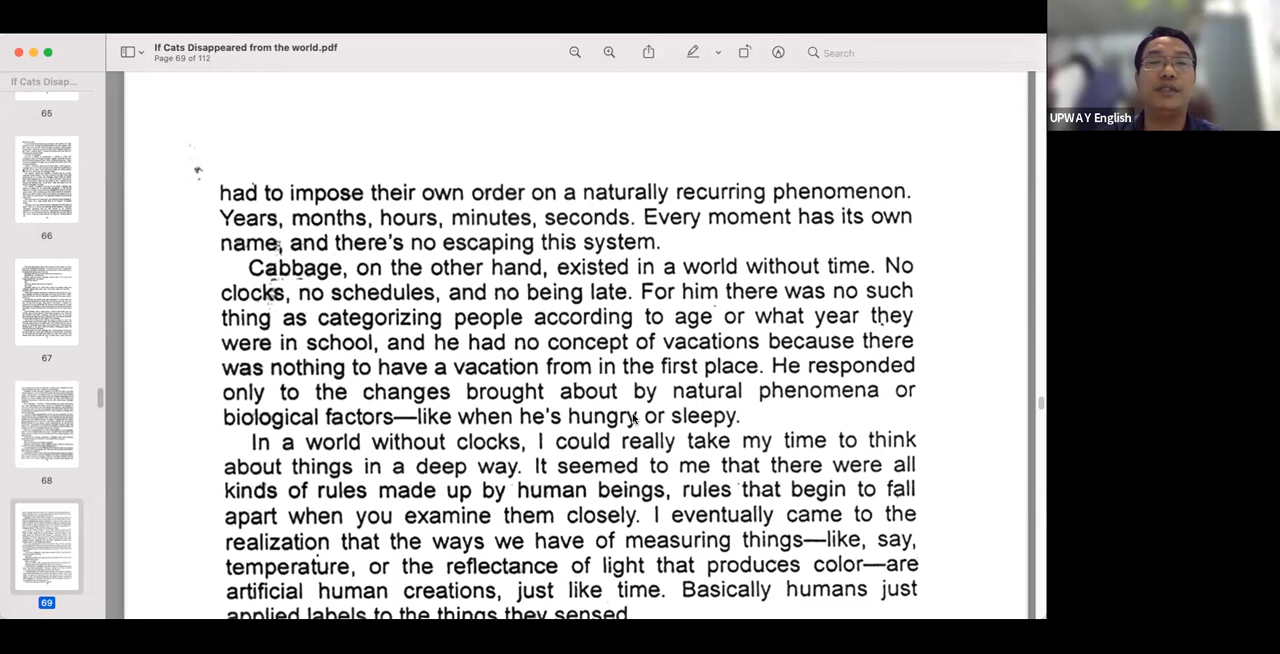 If Cats Disappeared from the world.pdf
Page 69 of 112
Search
If Cats Disap...
65
66
67
68
69
had to impose their own order on a naturally recurring phenomenon.
Years, months, hours, minutes, seconds. Every moment has its own
name, and there's no escaping this system.
Cabbage, on the other hand, existed in a world without time. No
clocks, no schedules, and no being late. For him there was no such
thing as categorizing people according to age or what year they
were in school, and he had no concept of vacations because there
was nothing to have a vacation from in the first place. He responded
only to the changes brought about by natural phenomena or
biological factors—like when he's hungry or sleepy.
In a world without clocks, I could really take my time to think
about things in a deep way. It seemed to me that there were all
kinds of rules made up by human beings, rules that begin to fall
apart when you examine them closely. I eventually came to the
realization that the ways we have of measuring things—like, say,
temperature, or the reflectance of light that produces color—are
artificial human creations, just like time. Basically humans just
applied labels to the things they sensed
UPWAY English